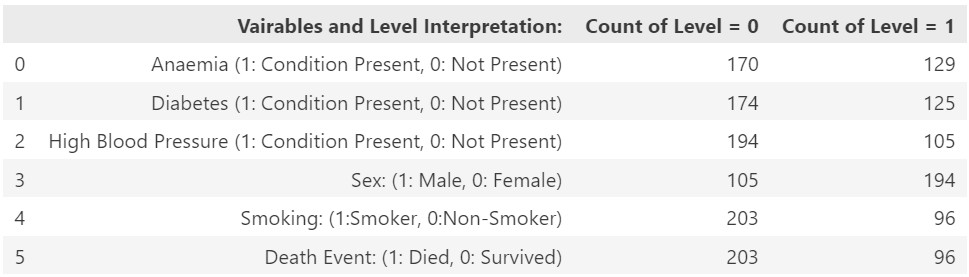 Vairables and Level Interpretation: Count of Level = 0 Count of Level = 1
0 Anaemia (1: Condition Present, 0: Not Present) 170 129
1 Diabetes (1: Condition Present, 0: Not Present) 174 125
2 High Blood Pressure (1: Condition Present, 0: Not Present) 194 105
3 Sex: (1: Male, 0: Female) 105 194
4 Smoking: (1:Smoker, 0:Non-Smoker) 203 96
5 Death Event: (1: Died, 0: Survived) 203 96